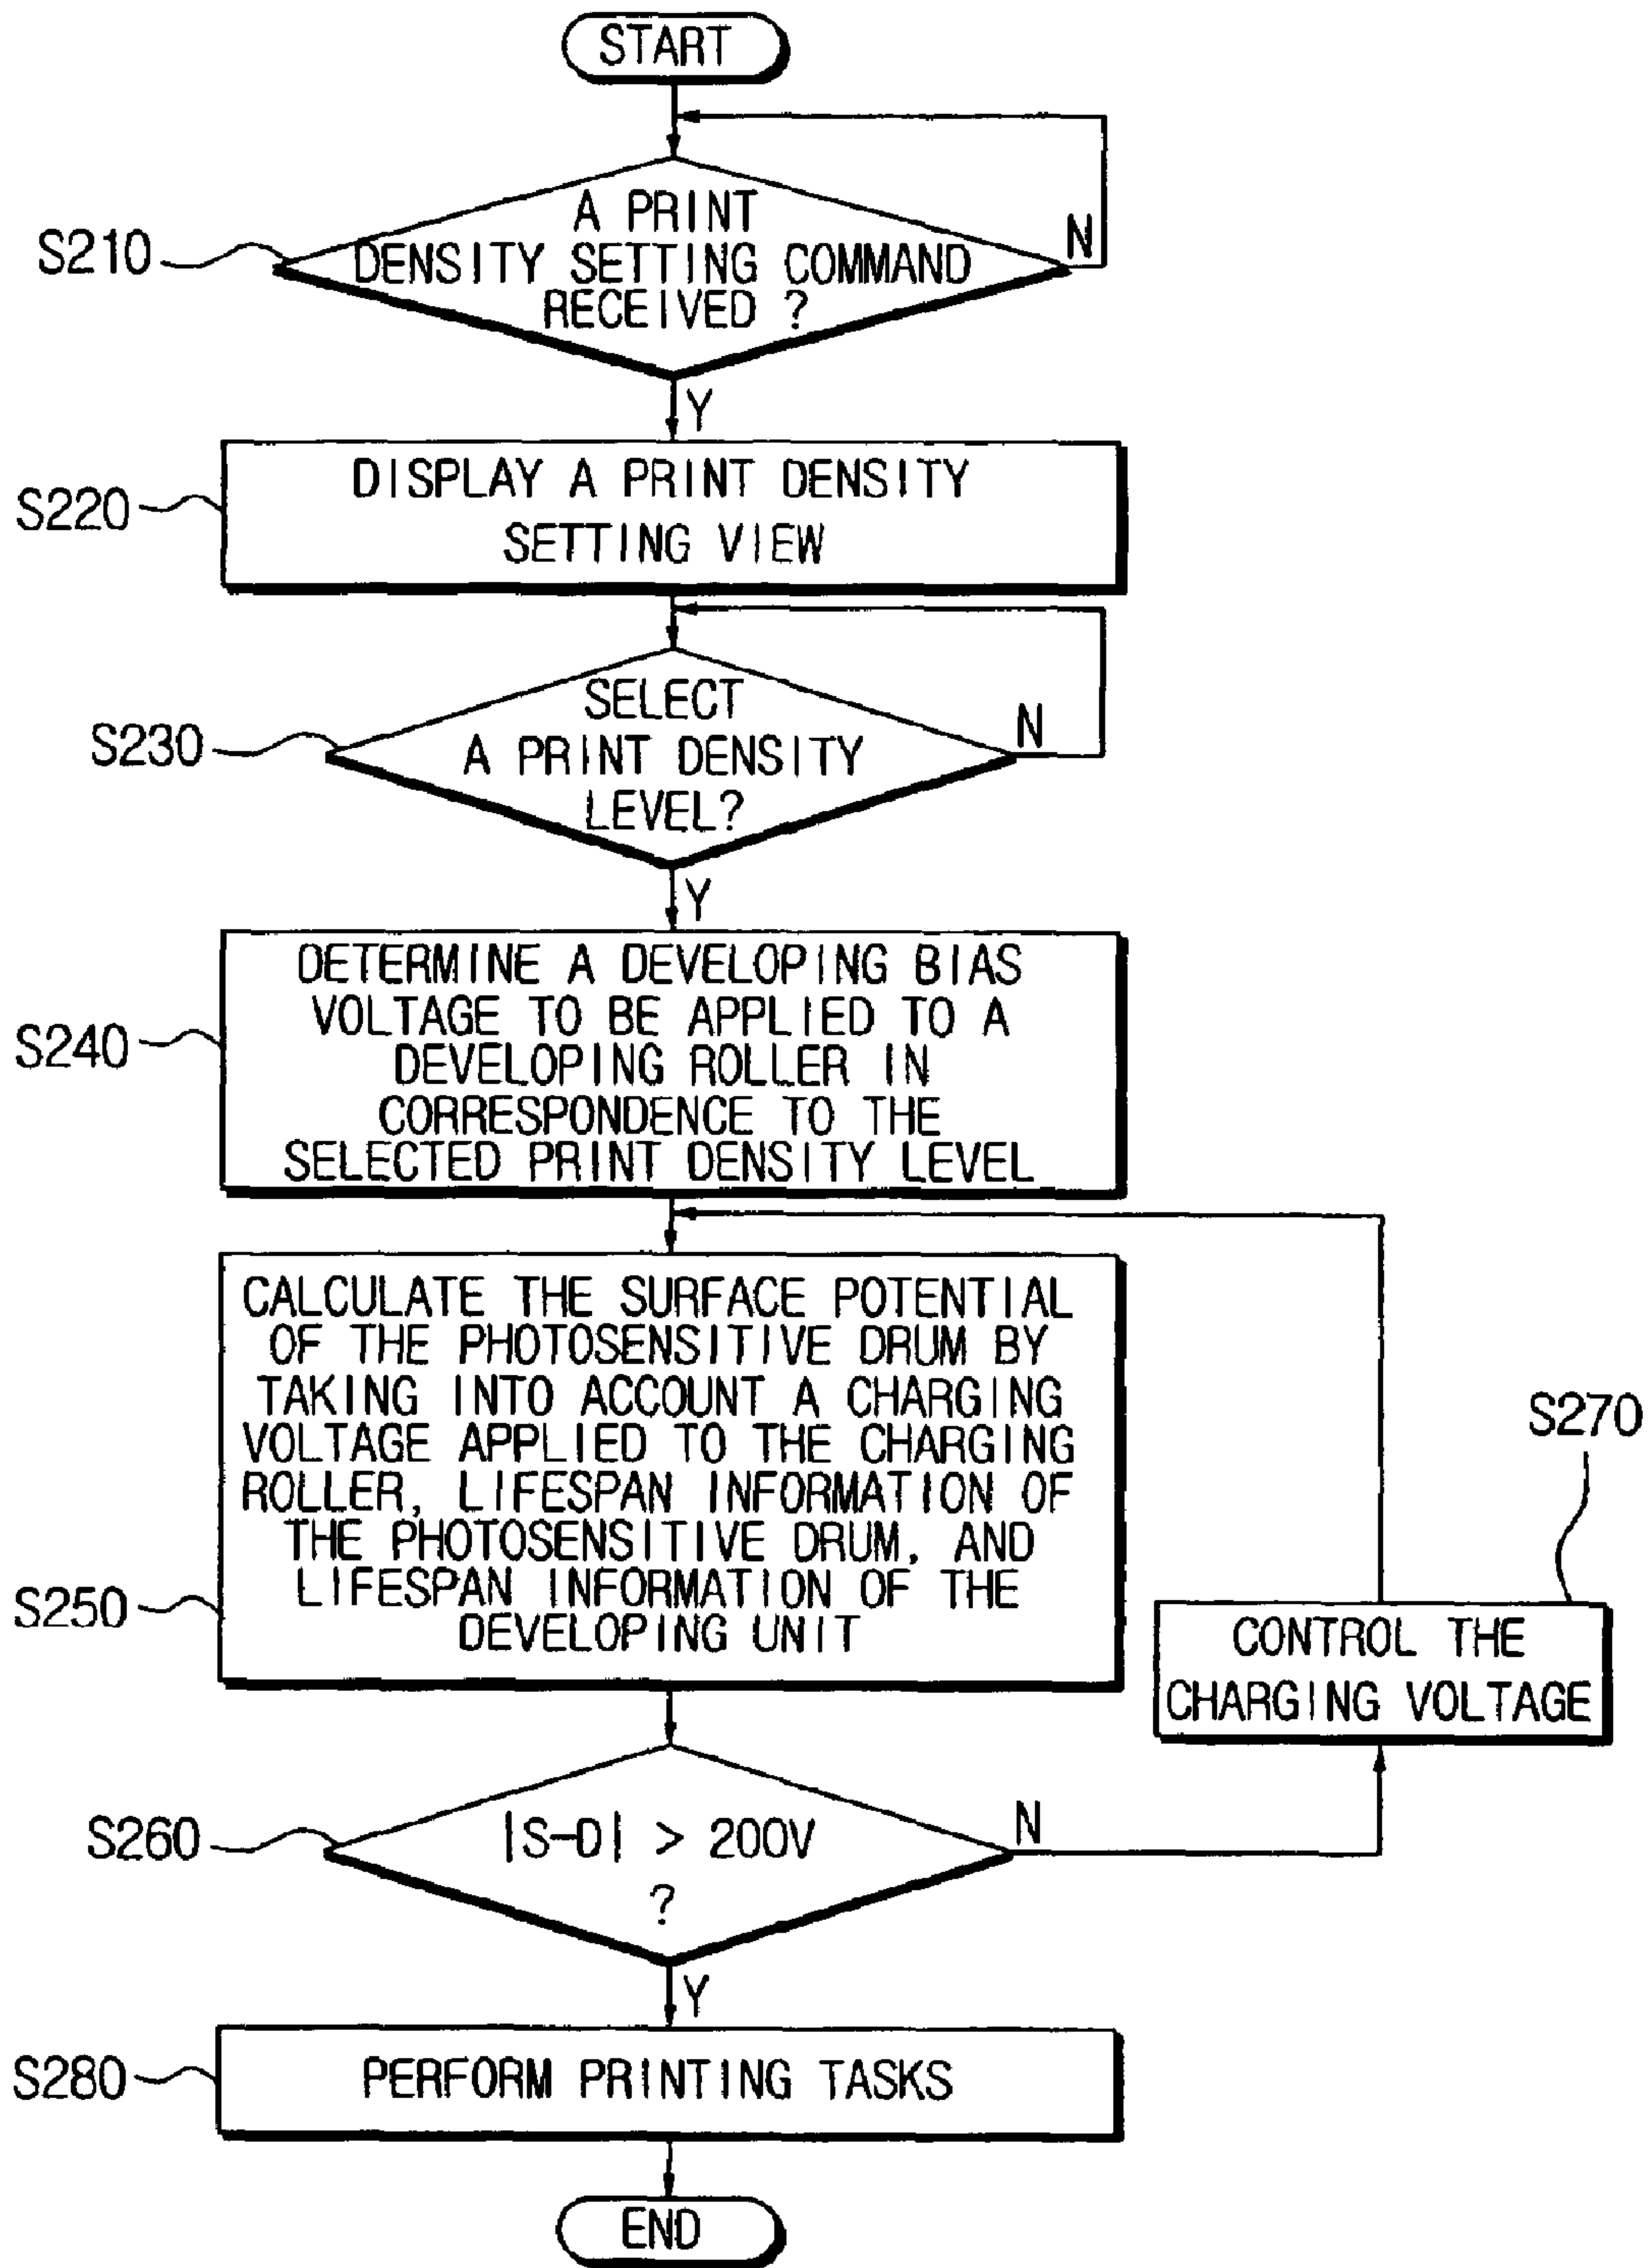 START
A PRINT
DENSITY SETTING COMMAND
RECEIVED ?
N
S210
Y
DISPLAY A PRINT DENSITY
SETTING VIEW
S220
SELECT
A PRINT DENSITY
LEVEL?
N
S230
Y
DETERMINE A DEVELOPING BIAS
VOLTAGE TO BE APPLIED TO A
DEVELOPING ROLLER IN
CORRESPONDENCE TO THE
SELECTED PRINT DENSITY LEVEL
S240
CALCULATE THE SURFACE POTENTIAL
OF THE PHOTOSENSITIVE DRUM BY
TAKING INTO ACCOUNT A CHARGING
VOLTAGE APPLIED TO THE CHARGING
ROLLER, LIFESPAN INFORMATION OF
THE PHOTOSENSITIVE DRUM, AND
LIFESPAN INFORMATION OF THE
DEVELOPING UNIT
S250
S270
CONTROL THE
CHARGING VOLTAGE
|S-D| > 200V
?
N
S260
Y
PERFORM PRINTING TASKS
S280
END